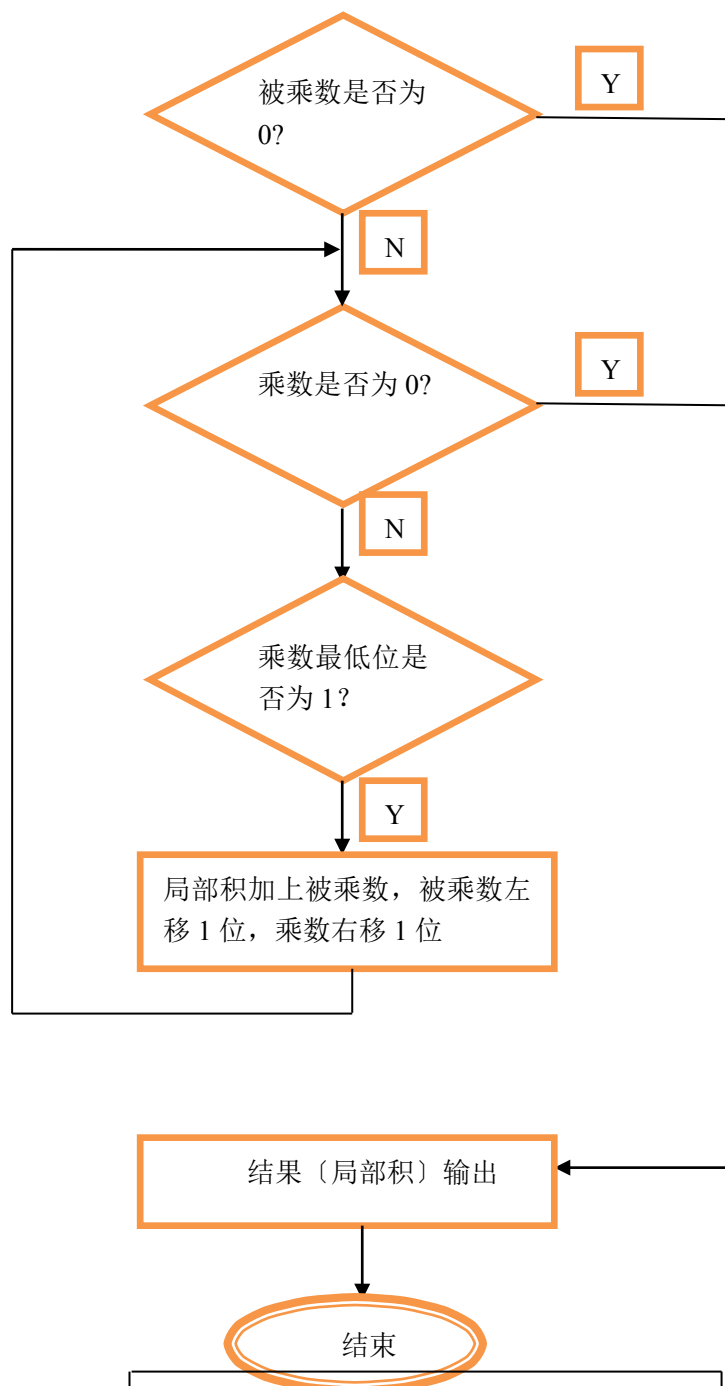 被乘数是否为
0?
Y
N
乘数是否为 0?
Y
N
乘数最低位是
否为 1？
Y
局部积加上被乘数，被乘数左
移 1 位，乘数右移 1 位
结果〔局部积〕输出
结束